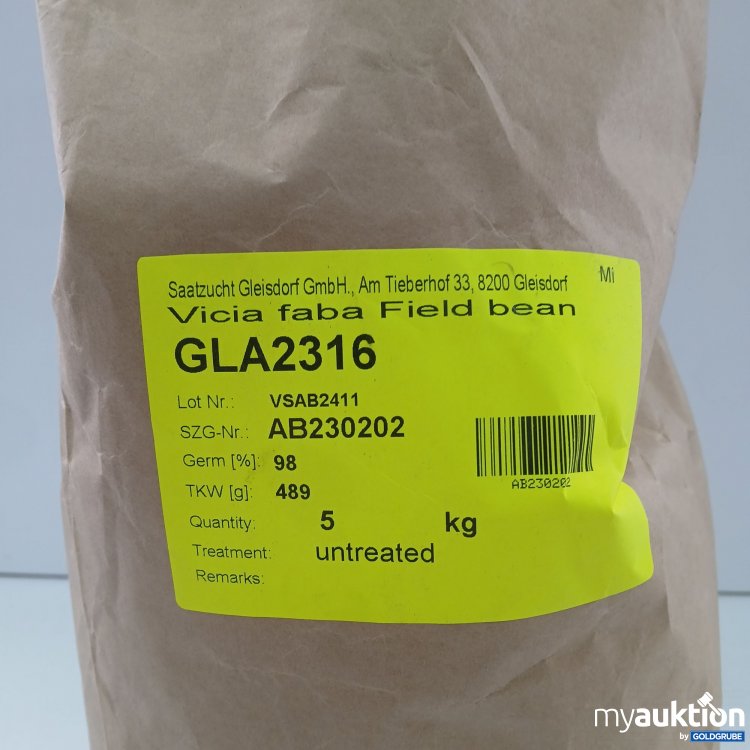 Saatzucht Gleisdorf GmbH., Am Tieberhof 33, 8200 Gleisdorf Mi
Vicia faba Field bean
GLA2316
Lot Nr.: VSAB2411
SZG-Nr.: AB230202
Germ [%]: 98
TKW [g]: 489
Quantity: 5 kg
Treatment: untreated
Remarks:
AB230202
myauktion
by GOLDGRUBE